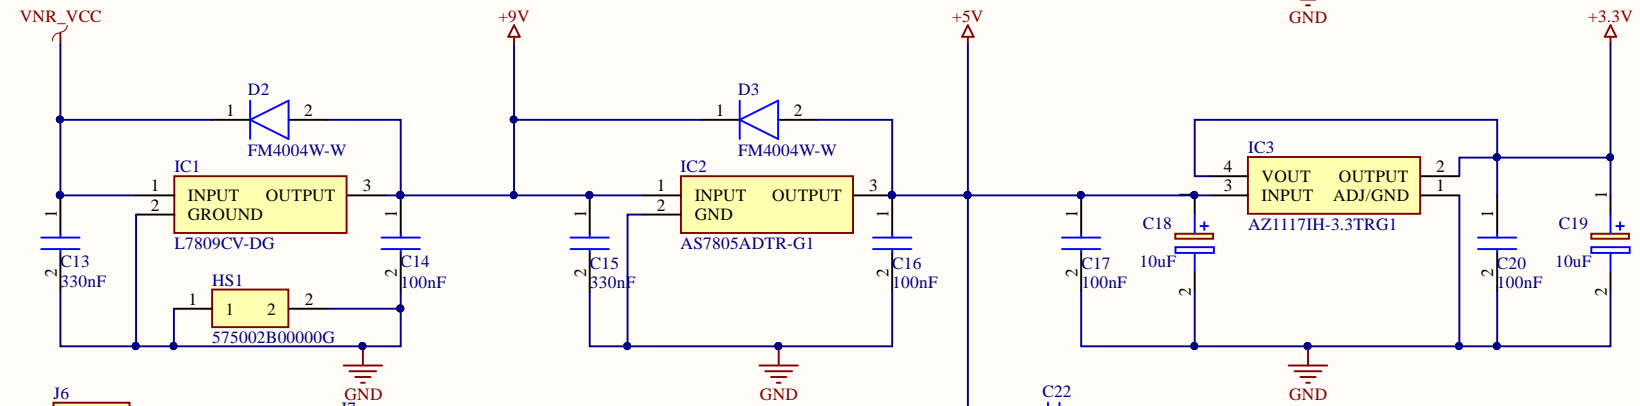 VNR_VCC
+9V
+5V
GND
+3.3V
D2
1 2
FM4004W-W
D3
1 2
FM4004W-W
IC1
1 INPUT OUTPUT 3
2 GROUND
L7809CV-DG
IC2
1 INPUT OUTPUT 3
2 GND
AS7805ADTR-G1
IC3
4 VOUT OUTPUT 2
3 INPUT ADJ/GND 1
AZ1117IH-3.3TRG1
1
C13
2
330nF
1
C14
2
100nF
HS1
1 1 2 2
575002B00000G
1
C15
2
330nF
1
C16
2
100nF
1
C17
2
100nF
C18
+
10uF
2
1
C20
2
100nF
1
C19
+
10uF
2
GND
GND
GND
J6
C22